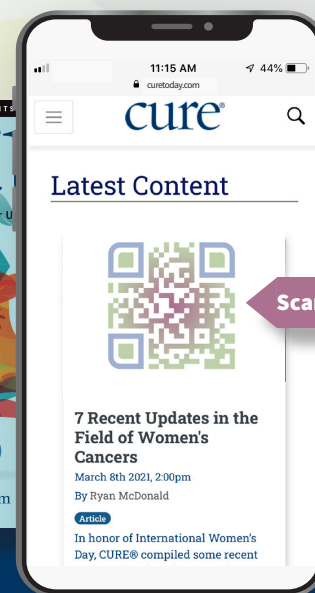 11:15 AM
44%
curetoday.com
cure®
Latest Content
Scan
7 Recent Updates in the
Field of Women's
Cancers
March 8th 2021, 2:00pm
By Ryan McDonald
Article
In honor of International Women's
Day, CURE® compiled some recent